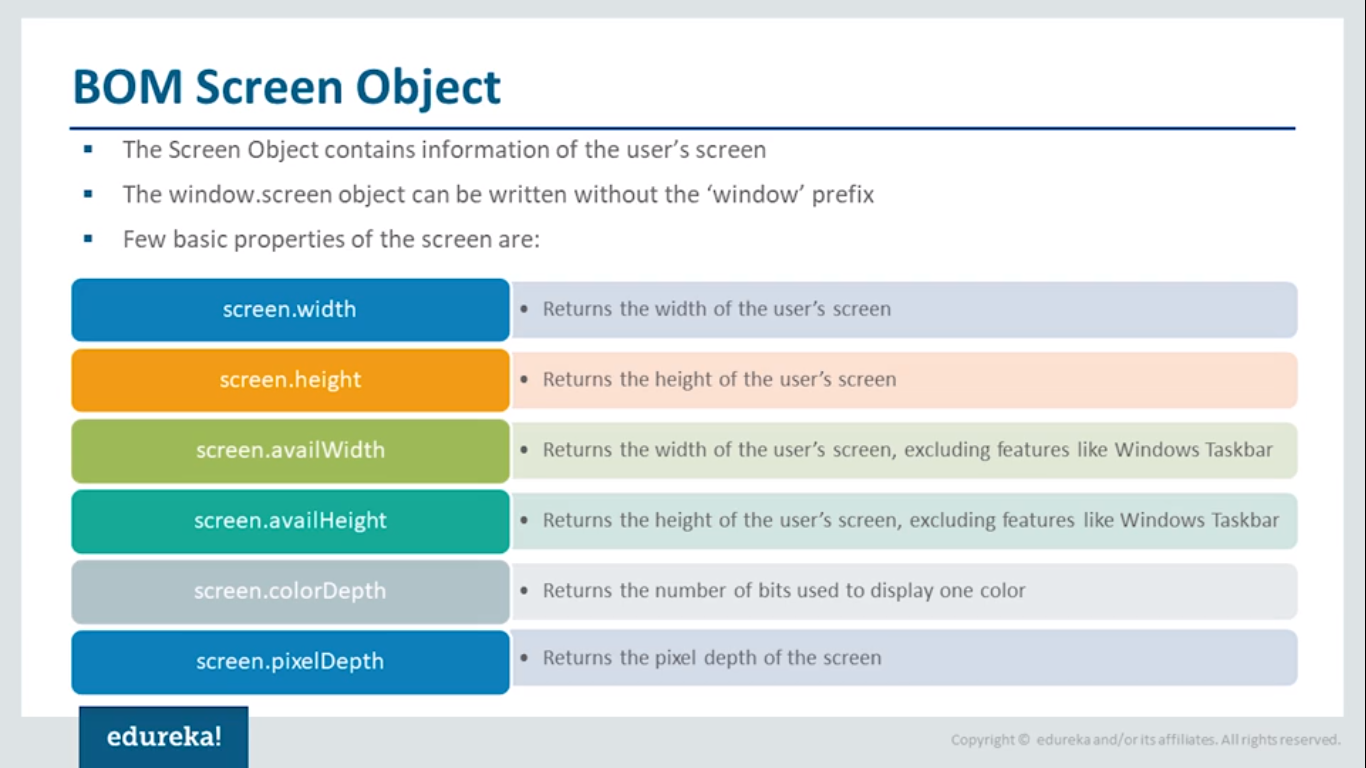 BOM Screen Object
▪ The Screen Object contains information of the user’s screen
▪ The window.screen object can be written without the ‘window’ prefix
▪ Few basic properties of the screen are:
screen.width
• Returns the width of the user’s screen
screen.height
• Returns the height of the user’s screen
screen.availWidth
• Returns the width of the user’s screen, excluding features like Windows Taskbar
screen.availHeight
• Returns the height of the user’s screen, excluding features like Windows Taskbar
screen.colorDepth
• Returns the number of bits used to display one color
screen.pixelDepth
• Returns the pixel depth of the screen
edureka!
Copyright © edureka and/or its affiliates. All rights reserved.